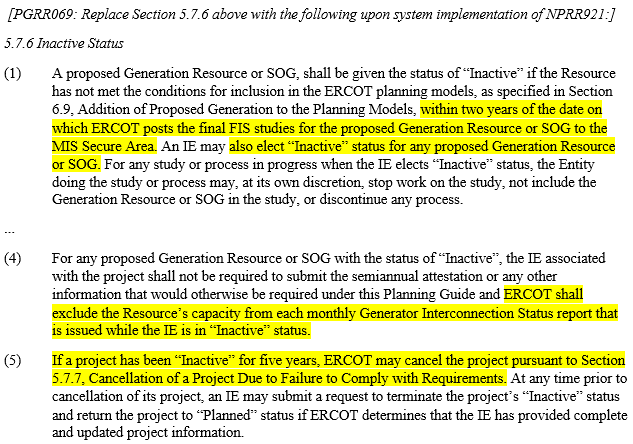 [PGRR069: Replace Section 5.7.6 above with the following upon system implementation of NPRR921:]
5.7.6 Inactive Status
(1) A proposed Generation Resource or SOG, shall be given the status of “Inactive” if the Resource
has not met the conditions for inclusion in the ERCOT planning models, as specified in Section
6.9, Addition of Proposed Generation to the Planning Models, within two years of the date on
which ERCOT posts the final FIS studies for the proposed Generation Resource or SOG to the
MIS Secure Area. An IE may also elect “Inactive” status for any proposed Generation Resource
or SOG. For any study or process in progress when the IE elects “Inactive” status, the Entity
doing the study or process may, at its own discretion, stop work on the study, not include the
Generation Resource or SOG in the study, or discontinue any process.
...
(4) For any proposed Generation Resource or SOG with the status of “Inactive”, the IE associated
with the project shall not be required to submit the semiannual attestation or any other
information that would otherwise be required under this Planning Guide and ERCOT shall
exclude the Resource’s capacity from each monthly Generator Interconnection Status report that
is issued while the IE is in “Inactive” status.
(5) If a project has been “Inactive” for five years, ERCOT may cancel the project pursuant to Section
5.7.7, Cancellation of a Project Due to Failure to Comply with Requirements. At any time prior to
cancellation of its project, an IE may submit a request to terminate the project’s “Inactive” status
and return the project to “Planned” status if ERCOT determines that the IE has provided complete
and updated project information.